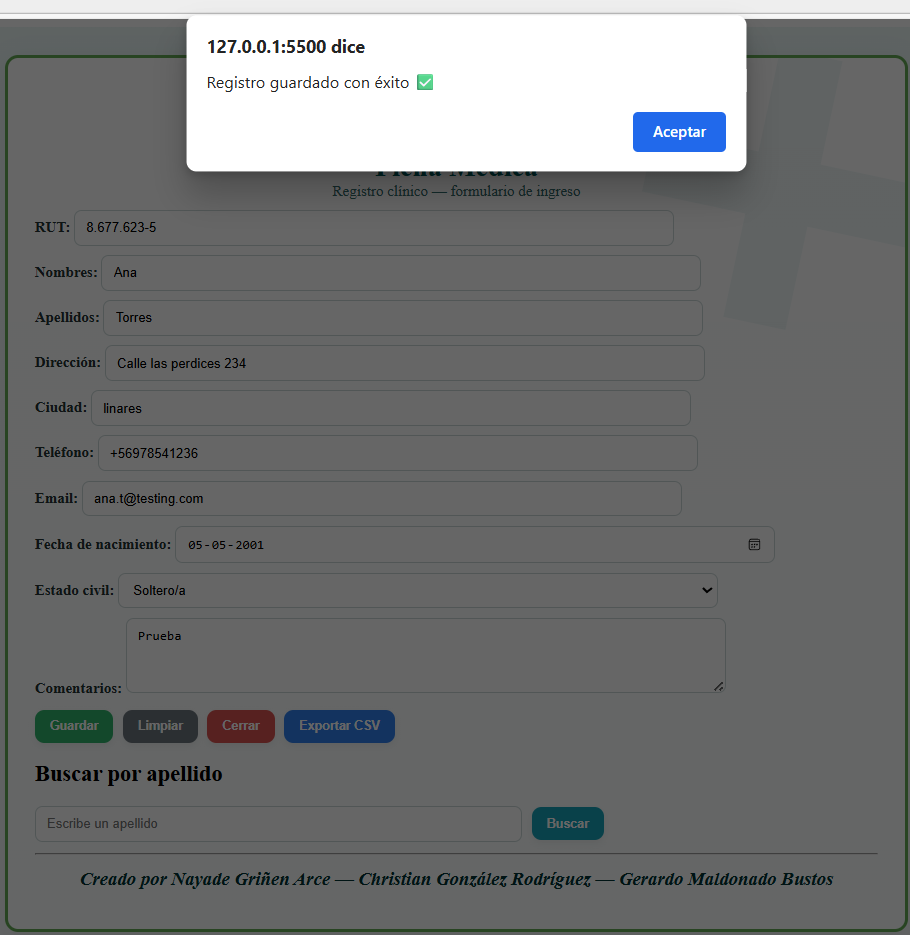 127.0.0.1:5500 dice
Registro guardado con éxito ✅
Aceptar
Ficha Médica
Registro clínico — formulario de ingreso
RUT: 8.677.623-5
Nombres: Ana
Apellidos: Torres
Dirección: Calle las perdices 234
Ciudad: linares
Teléfono: +56978541236
Email: ana.t@testing.com
Fecha de nacimiento: 05-05-2001
Estado civil: Soltero/a
Comentarios: Prueba
Guardar Limpiar Cerrar Exportar CSV
Buscar por apellido
Escribe un apellido Buscar
Creado por Nayade Griñen Arce — Christian González Rodríguez — Gerardo Maldonado Bustos